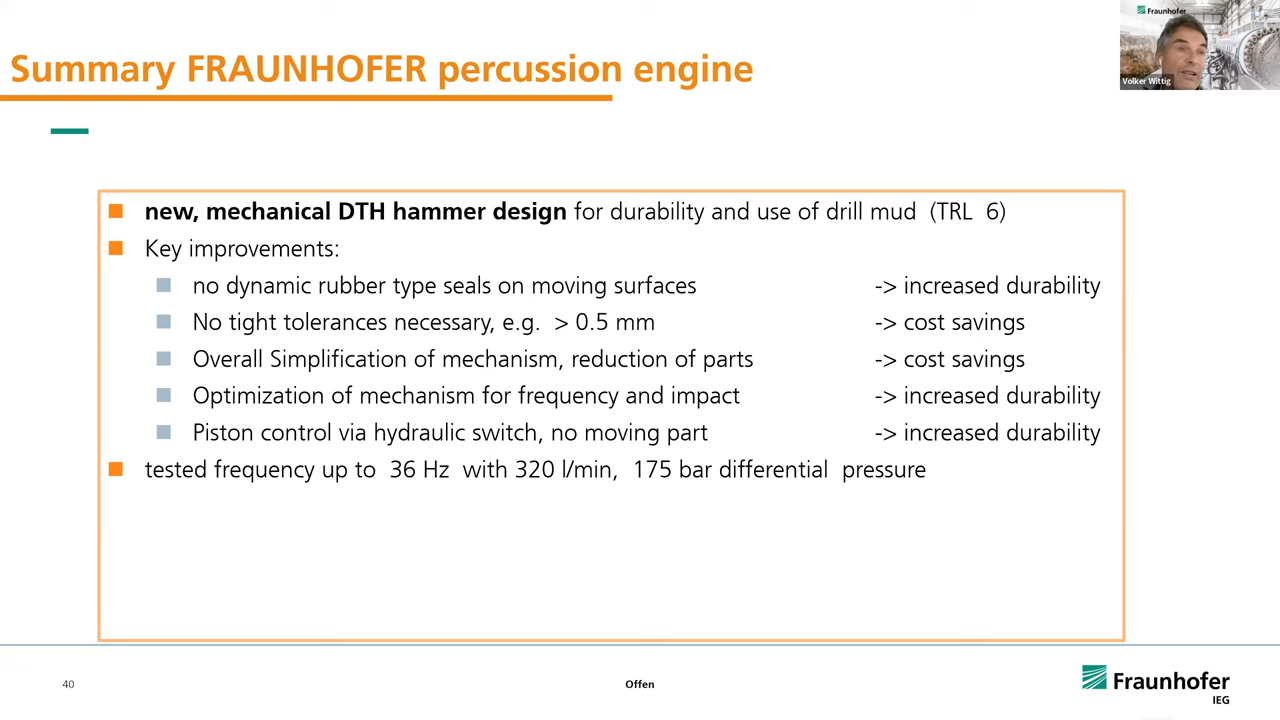 Fraunhofer
Volker Wittig
Summary FRAUNHOFER percussion engine
new, mechanical DTH hammer design for durability and use of drill mud (TRL 6)
Key improvements:
no dynamic rubber type seals on moving surfaces -> increased durability
No tight tolerances necessary, e.g. > 0.5 mm -> cost savings
Overall Simplification of mechanism, reduction of parts -> cost savings
Optimization of mechanism for frequency and impact -> increased durability
Piston control via hydraulic switch, no moving part -> increased durability
tested frequency up to 36 Hz with 320 l/min, 175 bar differential pressure
40
Offen
Fraunhofer
IEG